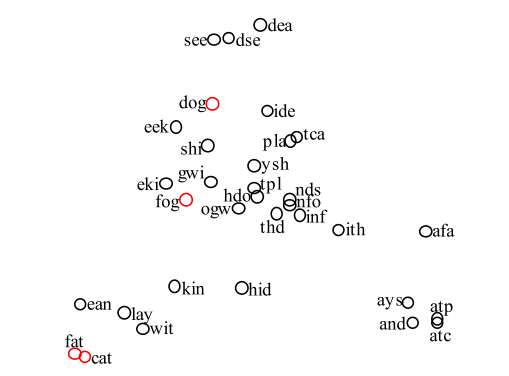 dea
see dse
dog
ide
eek
tca
pla
shi
ysh
gwi
eki
tpl
nds
hdo
fog
nfo
ogw
inf
thd
ith
afa
kin
hid
ean
ays
atp
lay
and
wit
atc
fat
cat